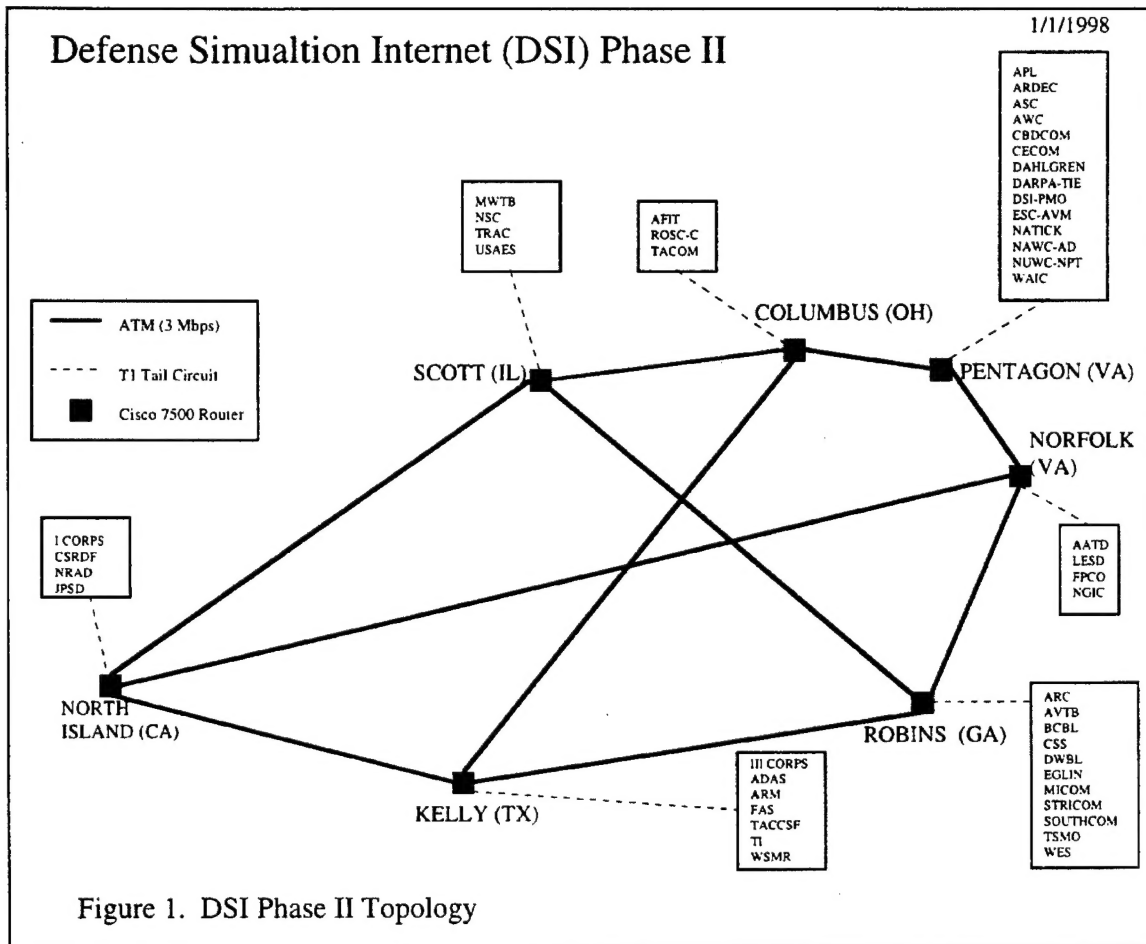 1/1/1998
Defense Simualtion Internet (DSI) Phase II
APL
ARDEC
ASC
AWC
CBDCOM
CECOM
DAHLGREN
DARPA-TIE
DSI-PMO
ESC-AVM
NATICK
NAWC-AD
NUWC-NPT
WAIC
MWTB
NSC
TRAC
USAES
AFIT
ROSC-C
TACOM
COLUMBUS (OH)
ATM (3 Mbps)
T1 Tail Circuit
Cisco 7500 Router
SCOTT (IL)
PENTAGON (VA)
NORFOLK
(VA)
I CORPS
CSRDF
NRAD
JPSD
AATD
LESD
FPCO
NGIC
NORTH
ISLAND (CA)
ROBINS (GA)
ARC
AVTB
BCBL
CSS
DWBL
EGLIN
MICOM
STRICOM
SOUTHCOM
TSMO
WES
KELLY (TX)
III CORPS
ADAS
ARM
FAS
TACCSF
TI
WSMR
Figure 1. DSI Phase II Topology